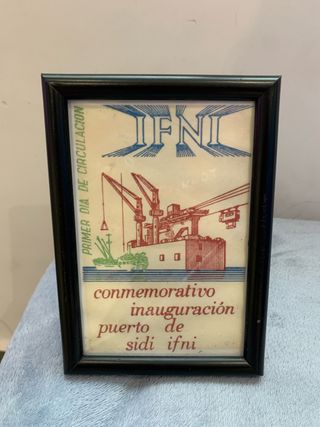 IFNI
PRIMER DIA DE CIRCULACION
conmemorativo
inauguración
puerto de
sidi ifni